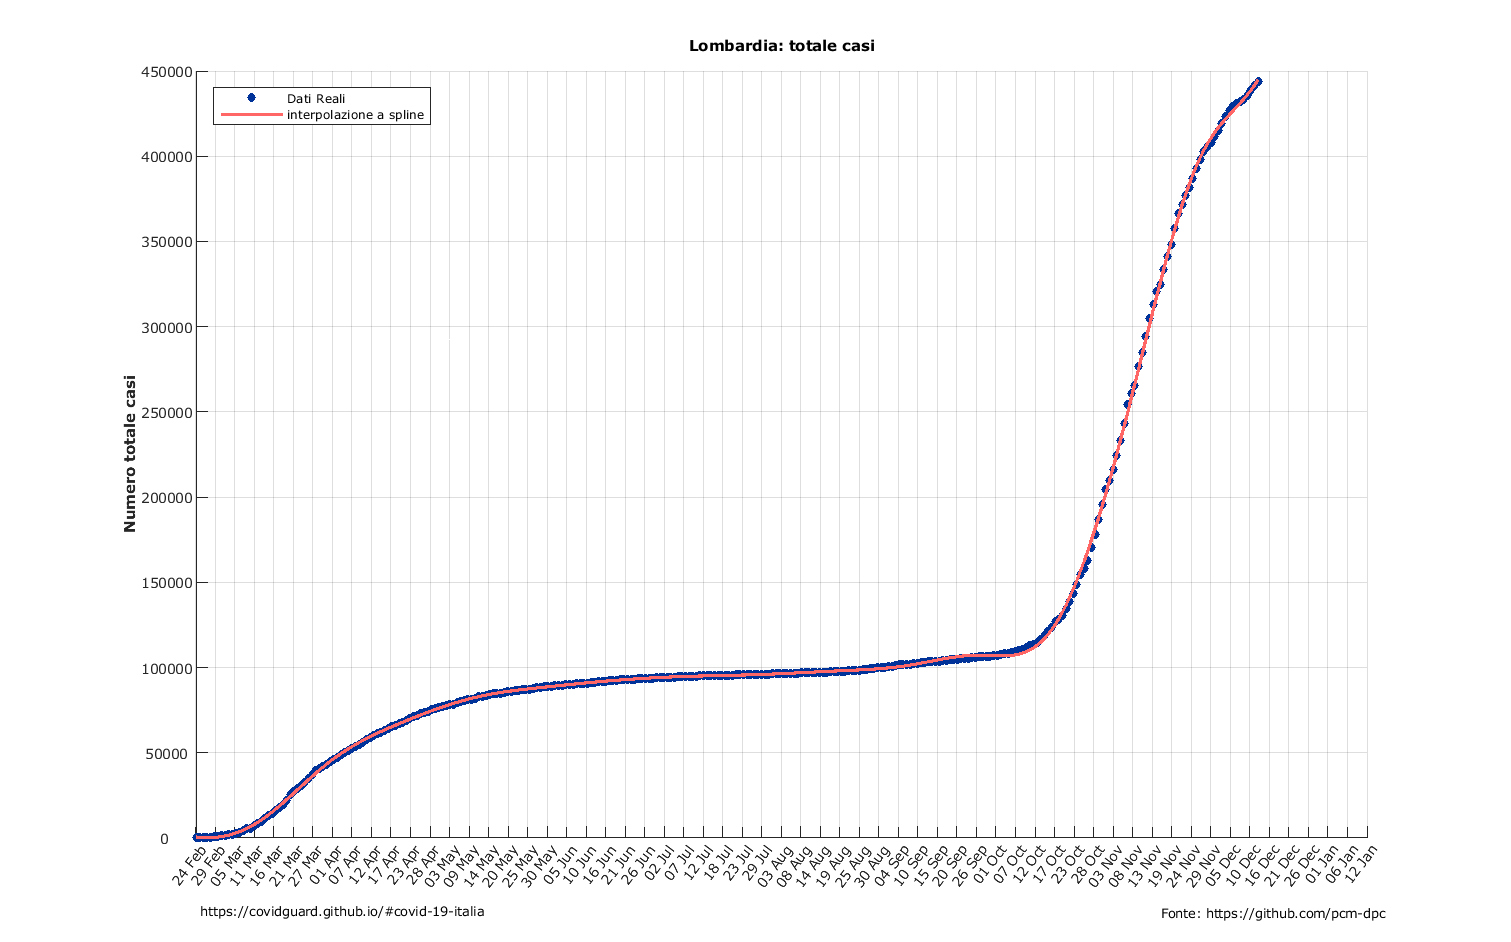 Lombardia: totale casi
450000
400000
350000
300000
250000
200000
150000
100000
50000
0
Numero totale casi
Dati Reali
interpolazione a spline
24 Feb
29 Feb
05 Mar
11 Mar
16 Mar
21 Mar
27 Mar
01 Apr
07 Apr
12 Apr
17 Apr
23 Apr
28 Apr
03 May
09 May
14 May
20 May
25 May
30 May
05 Jun
10 Jun
16 Jun
21 Jun
26 Jun
02 Jul
07 Jul
12 Jul
18 Jul
23 Jul
29 Jul
03 Aug
08 Aug
14 Aug
19 Aug
25 Aug
30 Aug
04 Sep
10 Sep
15 Sep
20 Sep
26 Oct
01 Oct
07 Oct
12 Oct
17 Oct
23 Oct
28 Oct
03 Nov
08 Nov
13 Nov
19 Nov
24 Nov
29 Nov
05 Dec
10 Dec
16 Dec
21 Dec
26 Dec
01 Jan
06 Jan
12 Jan
https://covidguard.github.io/#covid-19-italia
Fonte: https://github.com/pcm-dpc